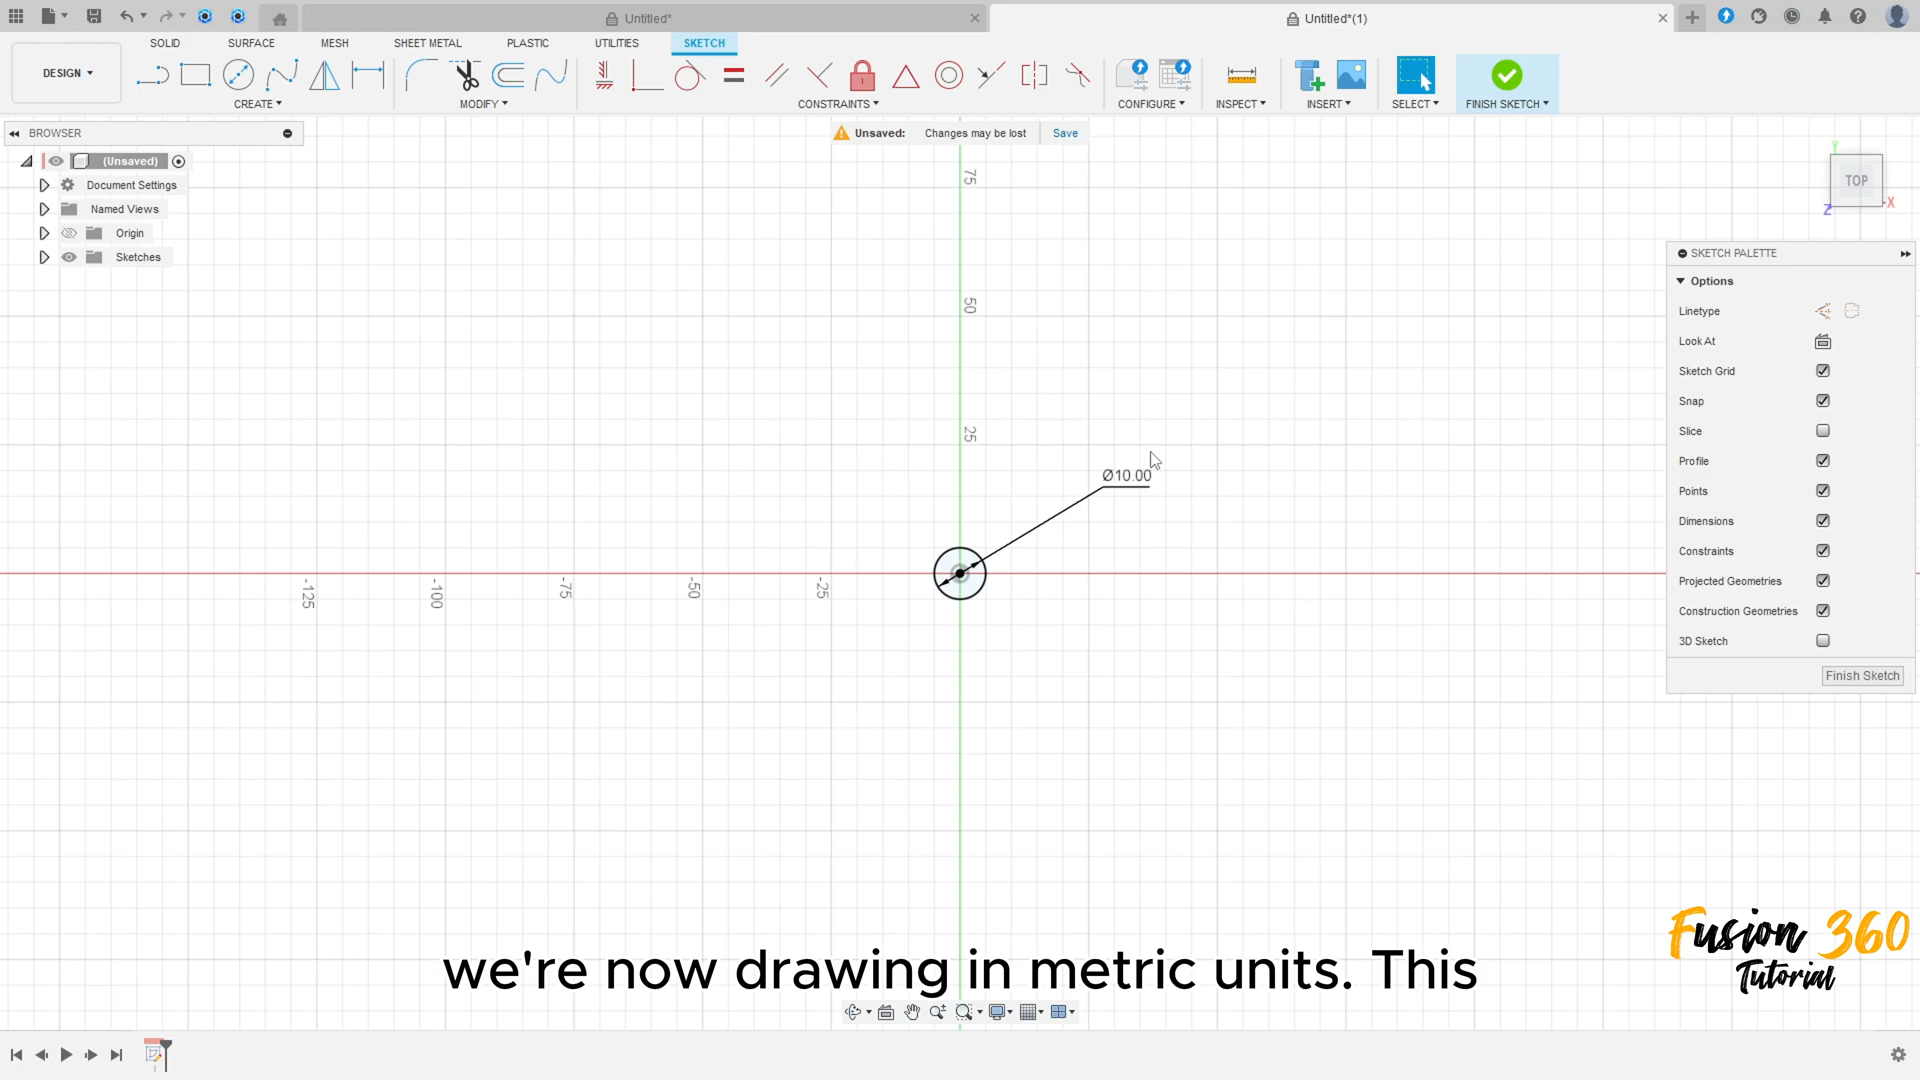 Untitled*
Untitled*(1)
SOLID
SURFACE
MESH
SHEET METAL
PLASTIC
UTILITIES
SKETCH
DESIGN
CREATE
MODIFY
CONSTRAINTS
CONFIGURE
INSPECT
INSERT
SELECT
FINISH SKETCH
BROWSER
Unsaved: Changes may be lost Save
(Unsaved)
Document Settings
Named Views
Origin
Sketches
TOP
Y
X
Z
SKETCH PALETTE
Options
Linetype
Look At
Sketch Grid
Snap
Slice
Profile
Points
Dimensions
Constraints
Projected Geometries
Construction Geometries
3D Sketch
Finish Sketch
75
50
25
Ø10.00
-125
-100
-75
-50
-25
we're now drawing in metric units. This
Fusion 360
Tutorial